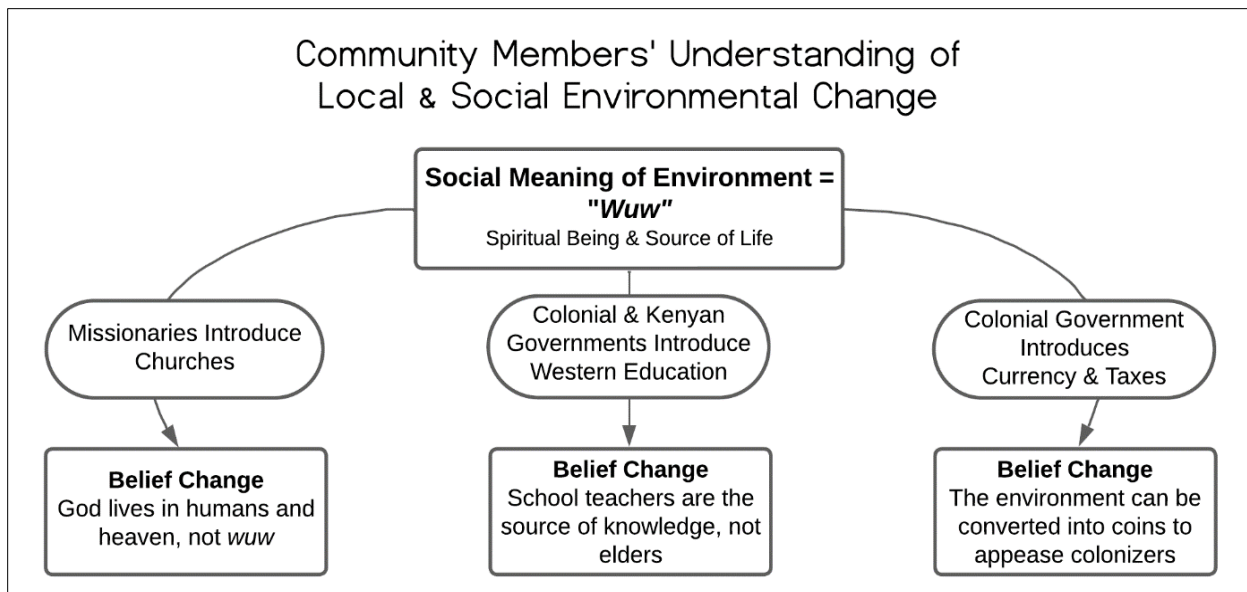 Community Members' Understanding of
Local & Social Environmental Change
Social Meaning of Environment =
"Wuw"
Spiritual Being & Source of Life
Missionaries Introduce
Churches
Colonial & Kenyan
Governments Introduce
Western Education
Colonial Government
Introduces
Currency & Taxes
Belief Change
God lives in humans and
heaven, not wuw
Belief Change
School teachers are the
source of knowledge, not
elders
Belief Change
The environment can be
converted into coins to
appease colonizers